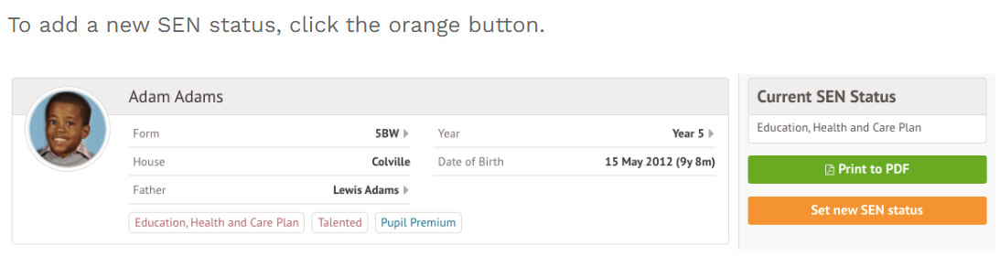 To add a new SEN status, click the orange button.
Adam Adams
Form 5BW
Year Year 5
House Colville
Date of Birth 15 May 2012 (9y 8m)
Father Lewis Adams
Education, Health and Care Plan Talented Pupil Premium
Current SEN Status
Education, Health and Care Plan
Print to PDF
Set new SEN status